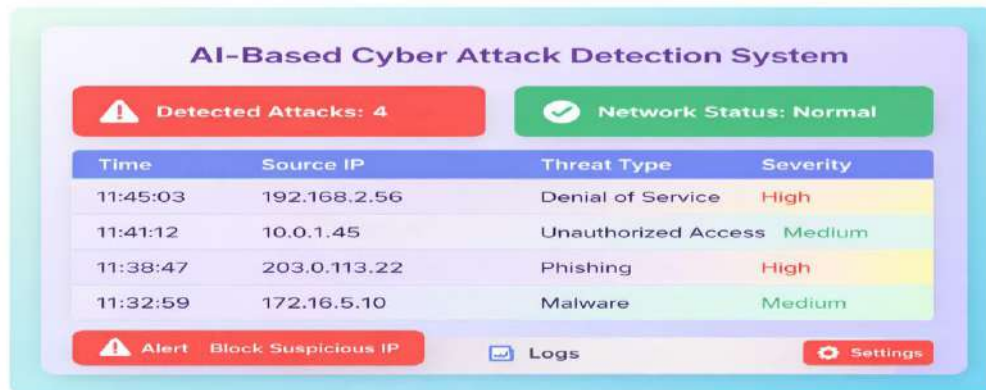 AI-Based Cyber Attack Detection System
Detected Attacks: 4 Network Status: Normal
Time Source IP Threat Type Severity
11:45:03 192.168.2.56 Denial of Service High
11:41:12 10.0.1.45 Unauthorized Access Medium
11:38:47 203.0.113.22 Phishing High
11:32:59 172.16.5.10 Malware Medium
Alert Block Suspicious IP Logs Settings